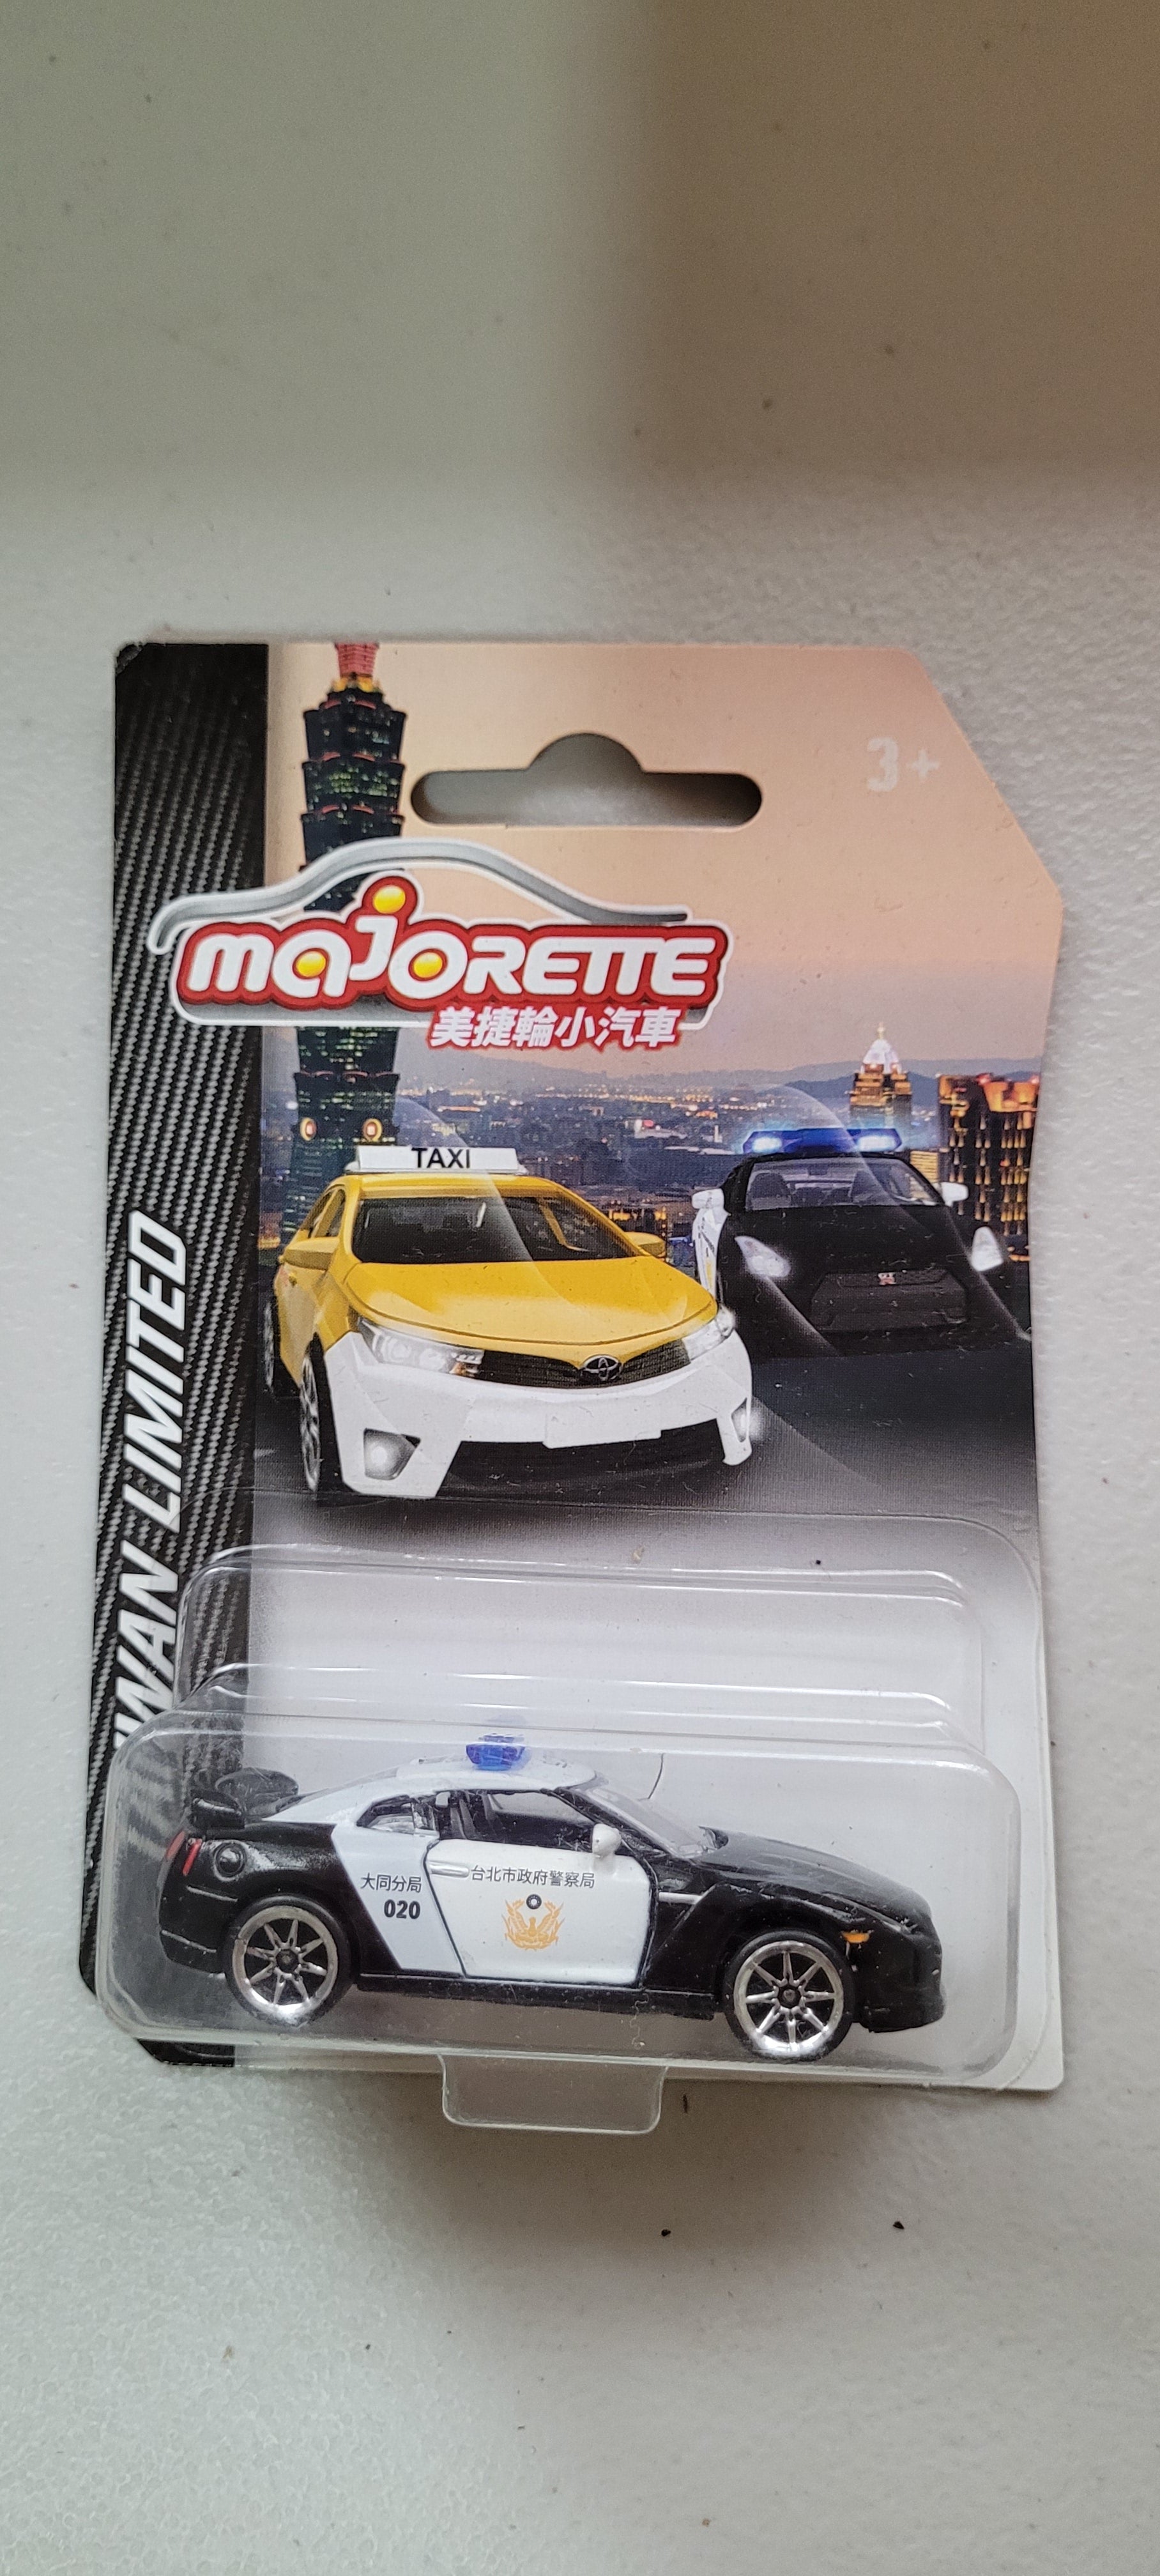 3+
majorette
美捷輪小汽車
TAXI
WAN LIMITED
大同分局
020
台北市政府警察局